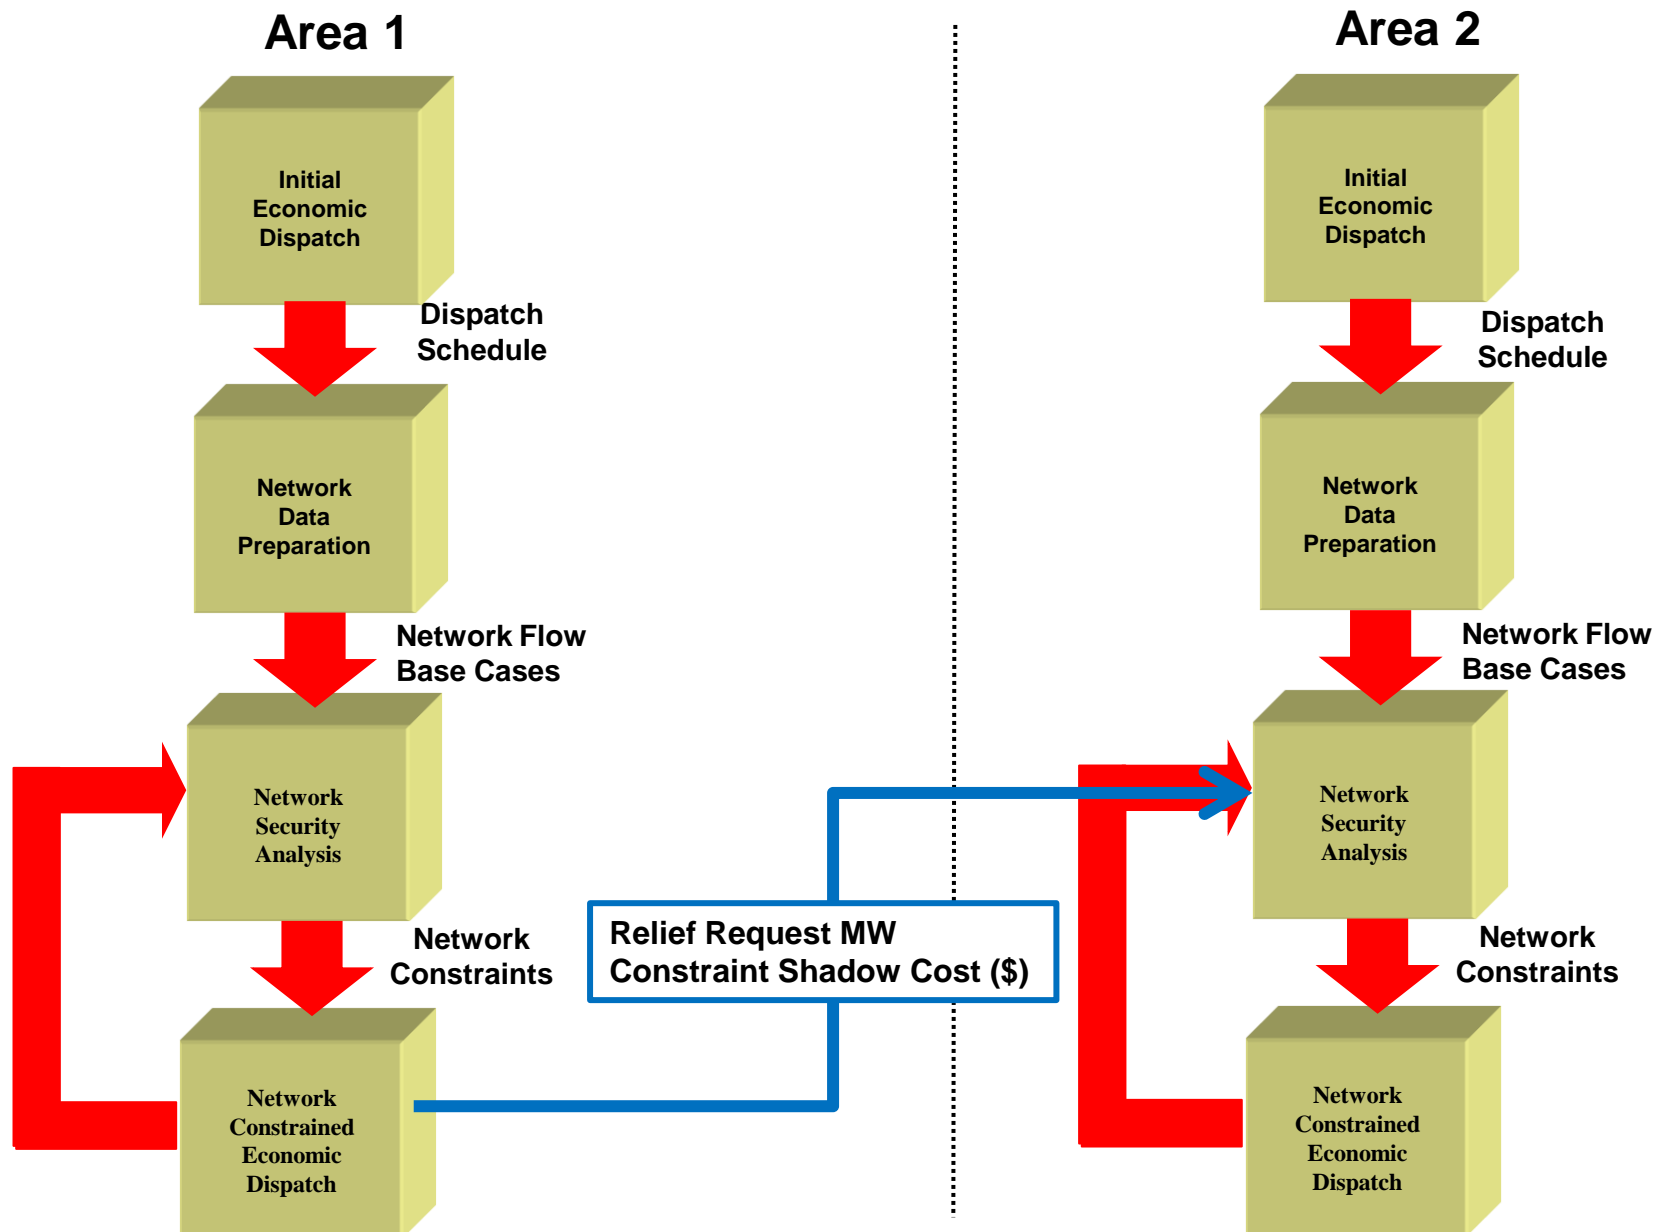 Area 1
Initial
Economic
Dispatch
Dispatch
Schedule
Network
Data
Preparation
Network Flow
Base Cases
Network
Security
Analysis
Network
Constraints
Network
Constrained
Economic
Dispatch
Relief Request MW
Constraint Shadow Cost ($)
Area 2
Initial
Economic
Dispatch
Dispatch
Schedule
Network
Data
Preparation
Network Flow
Base Cases
Network
Security
Analysis
Network
Constraints
Network
Constrained
Economic
Dispatch